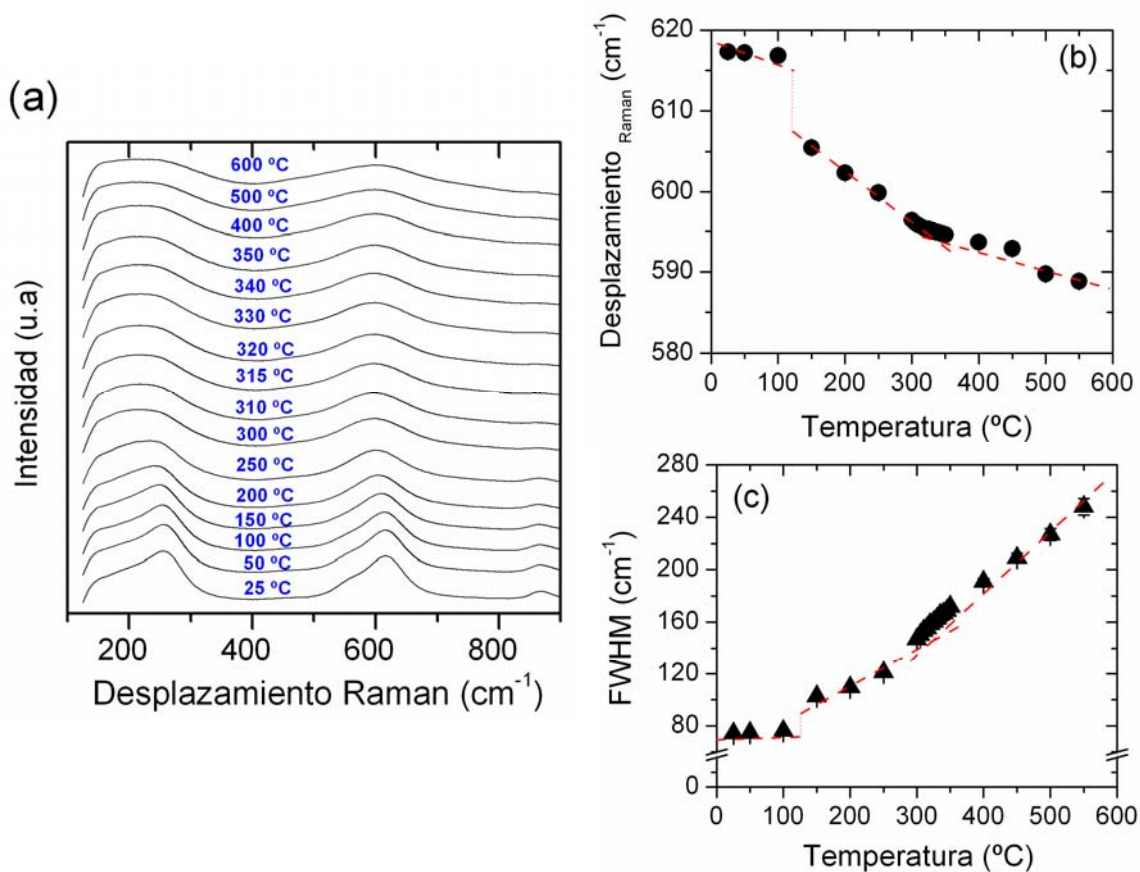 (a)
600 ºC
500 ºC
400 ºC
350 ºC
340 ºC
330 ºC
320 ºC
315 ºC
310 ºC
300 ºC
250 ºC
200 ºC
150 ºC
100 ºC
50 ºC
25 ºC
Intensidad (u.a)
200 400 600 800
Desplazamiento Raman (cm⁻¹)
(b)
Desplazamiento Raman (cm⁻¹)
620
610
600
590
580
0 100 200 300 400 500 600
Temperatura (ºC)
(c)
FWHM (cm⁻¹)
280
240
200
160
120
80
0
0 100 200 300 400 500 600
Temperatura (ºC)